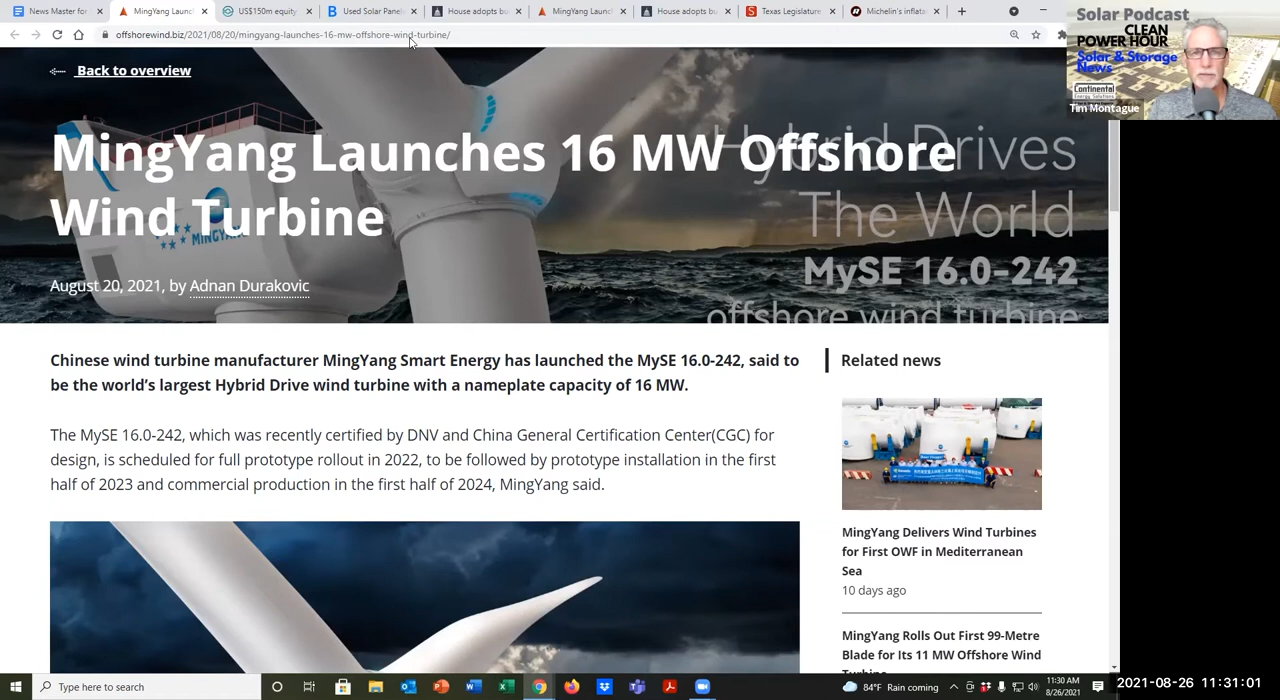 News Master for
MingYang Launc
US$150m equity
Used Solar Panel
House adopts bu
MingYang Launc
House adopts bu
Texas Legislature
Michelin's inflata
offshorewind.biz/2021/08/20/mingyang-launches-16-mw-offshore-wind-turbine/
Solar Podcast
CLEAN
POWER HOUR
Solar & Storage
News
Continental
Tim Montague
Back to overview
MingYang Launches 16 MW Offshore
Wind Turbine
August 20, 2021, by Adnan Durakovic
Hybrid Drives
The World
MySE 16.0-242
offshore wind turbine
MINGYANG
Chinese wind turbine manufacturer MingYang Smart Energy has launched the MySE 16.0-242, said to
be the world's largest Hybrid Drive wind turbine with a nameplate capacity of 16 MW.
The MySE 16.0-242, which was recently certified by DNV and China General Certification Center(CGC) for
design, is scheduled for full prototype rollout in 2022, to be followed by prototype installation in the first
half of 2023 and commercial production in the first half of 2024, MingYang said.
Related news
MingYang Delivers Wind Turbines
for First OWF in Mediterranean
Sea
10 days ago
MingYang Rolls Out First 99-Metre
Blade for Its 11 MW Offshore Wind
Turbine
Type here to search
84°F Rain coming
11:30 AM
8/26/2021
2021-08-26 11:31:01